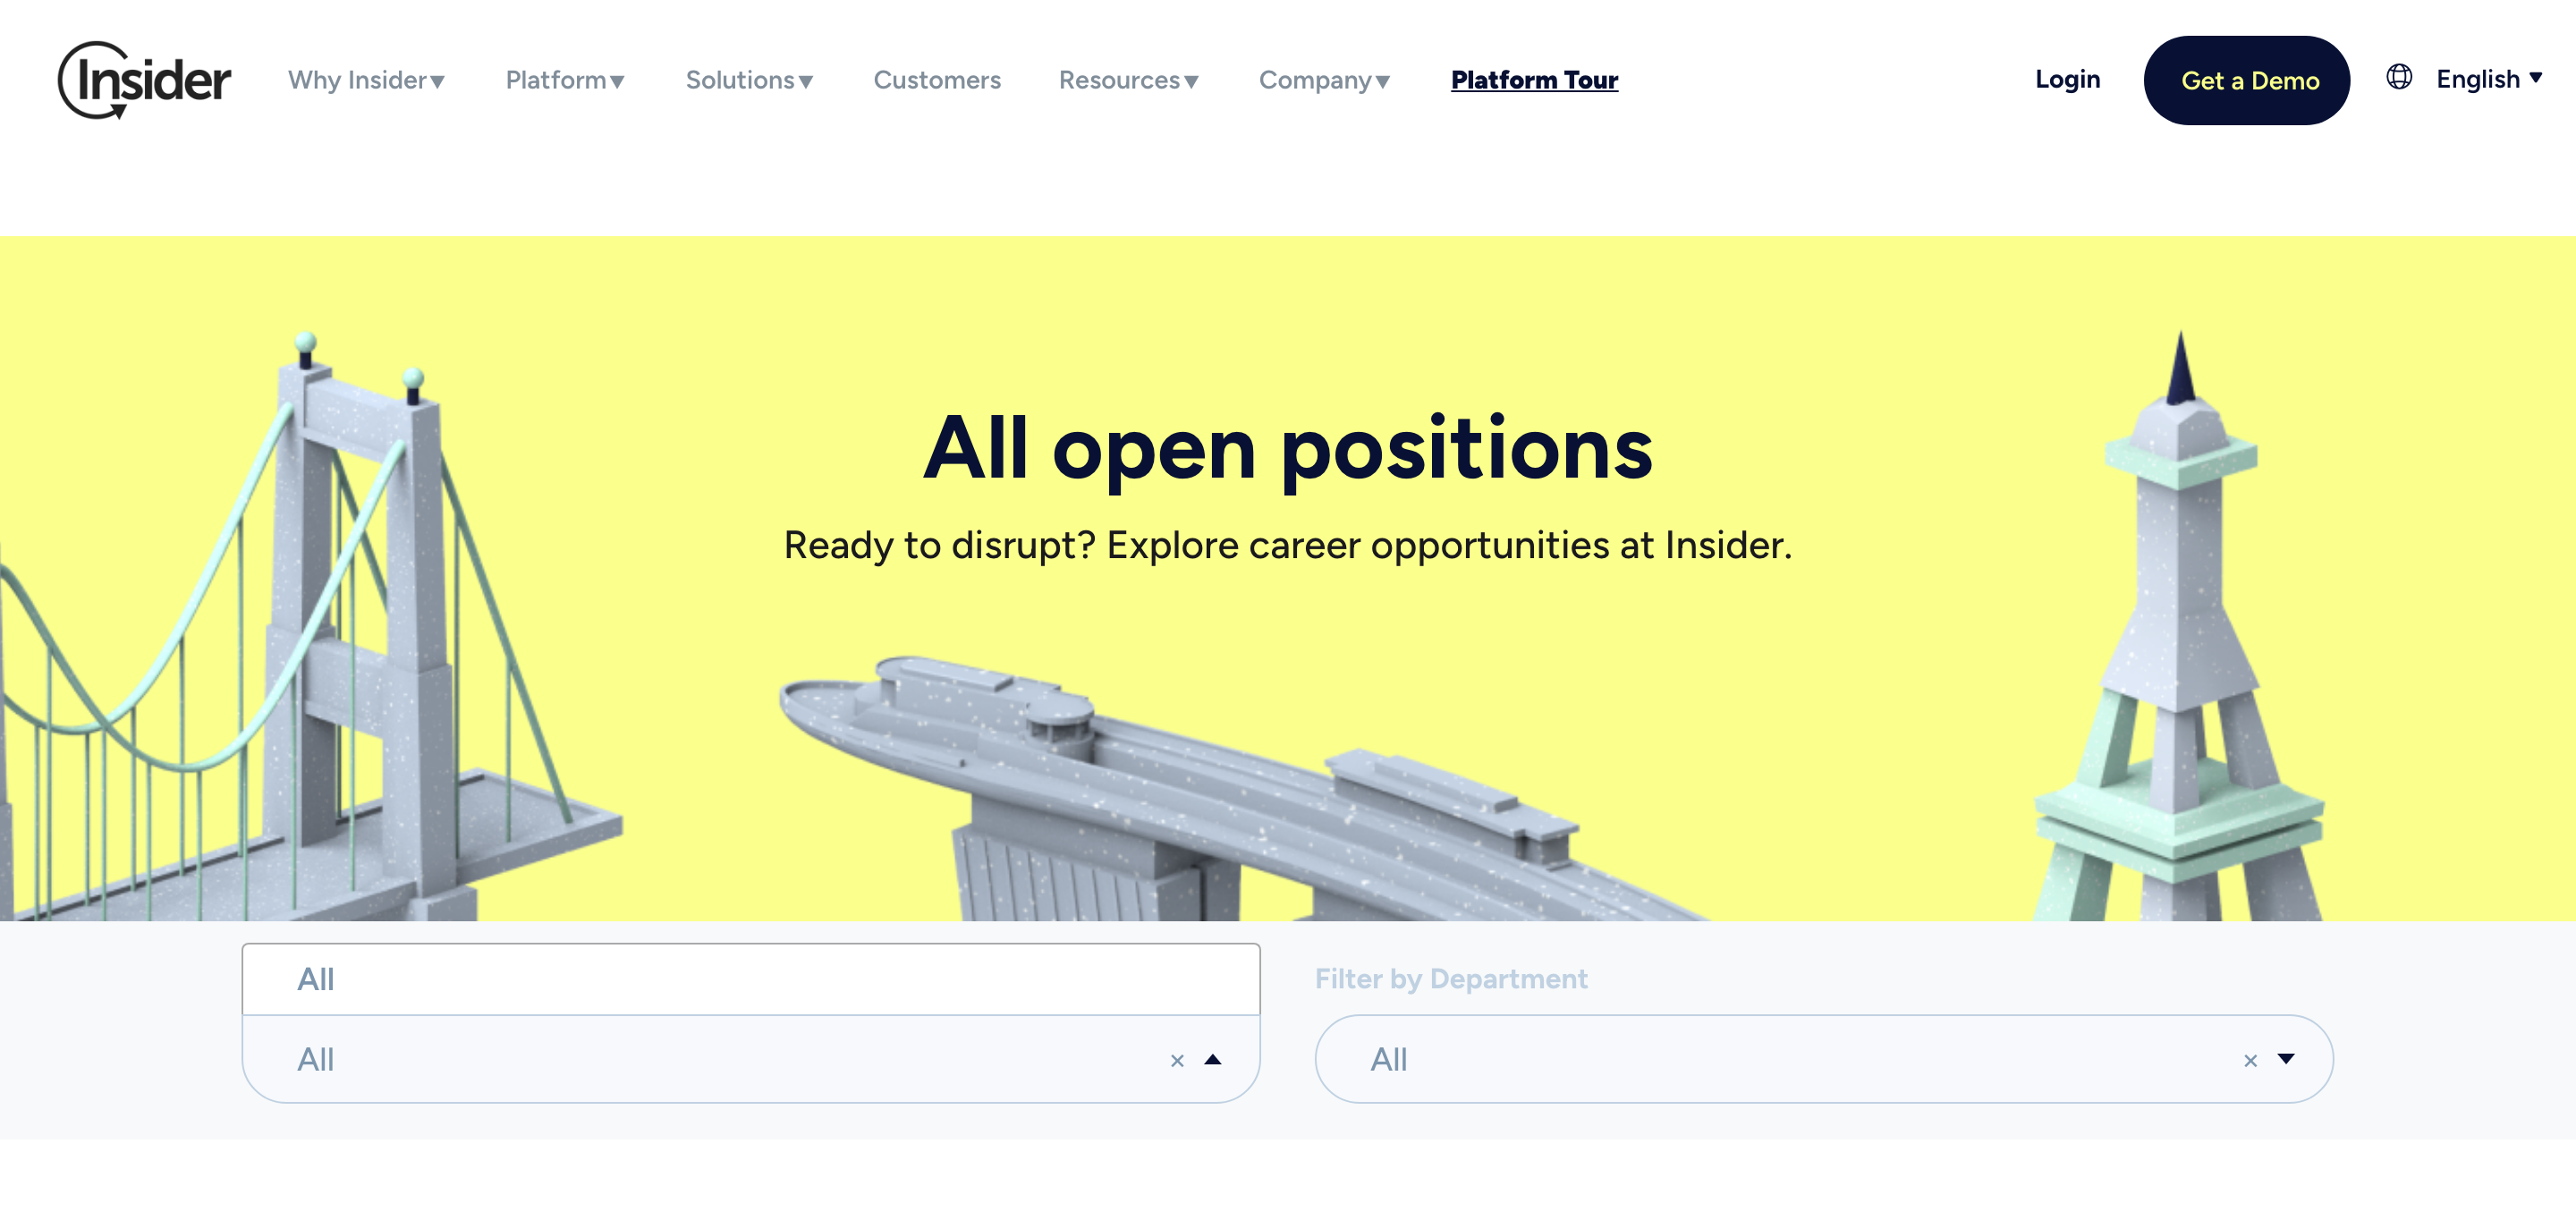 Insider
Why Insider
Platform
Solutions
Customers
Resources
Company
Platform Tour
Login
Get a Demo
English
All open positions
Ready to disrupt? Explore career opportunities at Insider.
All
Filter by Department
All
×
All
×